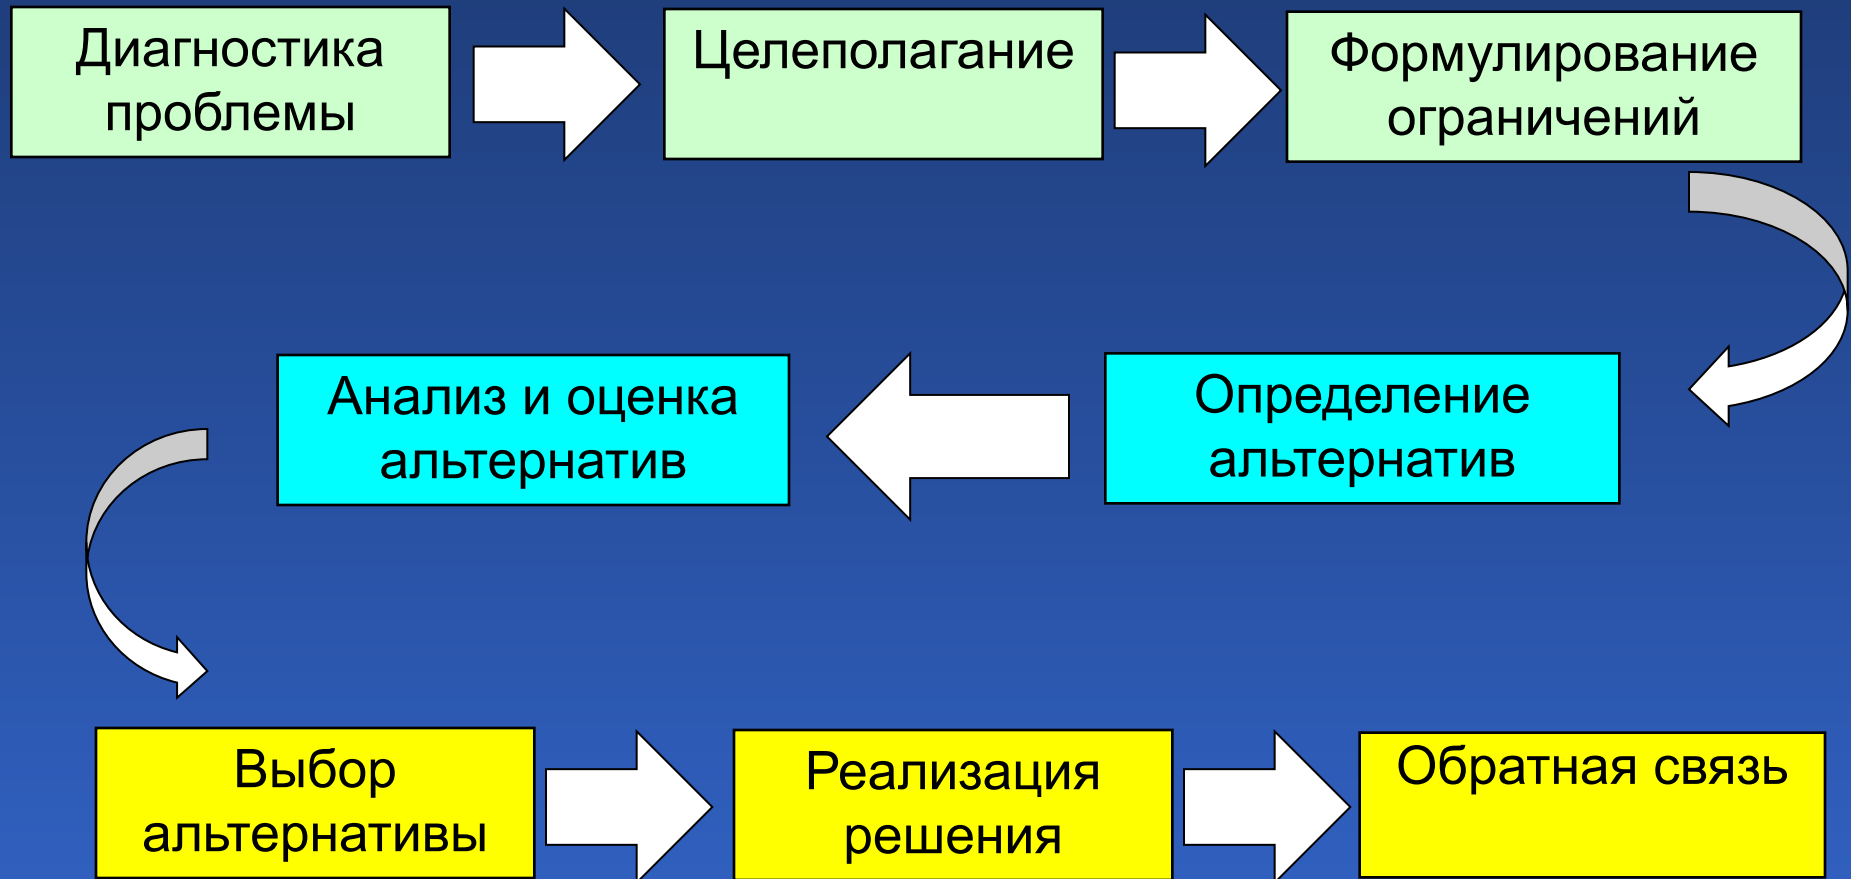 Диагностика
проблемы
Целеполагание
Формулирование
ограничений
Определение
альтернатив
Анализ и оценка
альтернатив
Выбор
альтернативы
Реализация
решения
Обратная связь